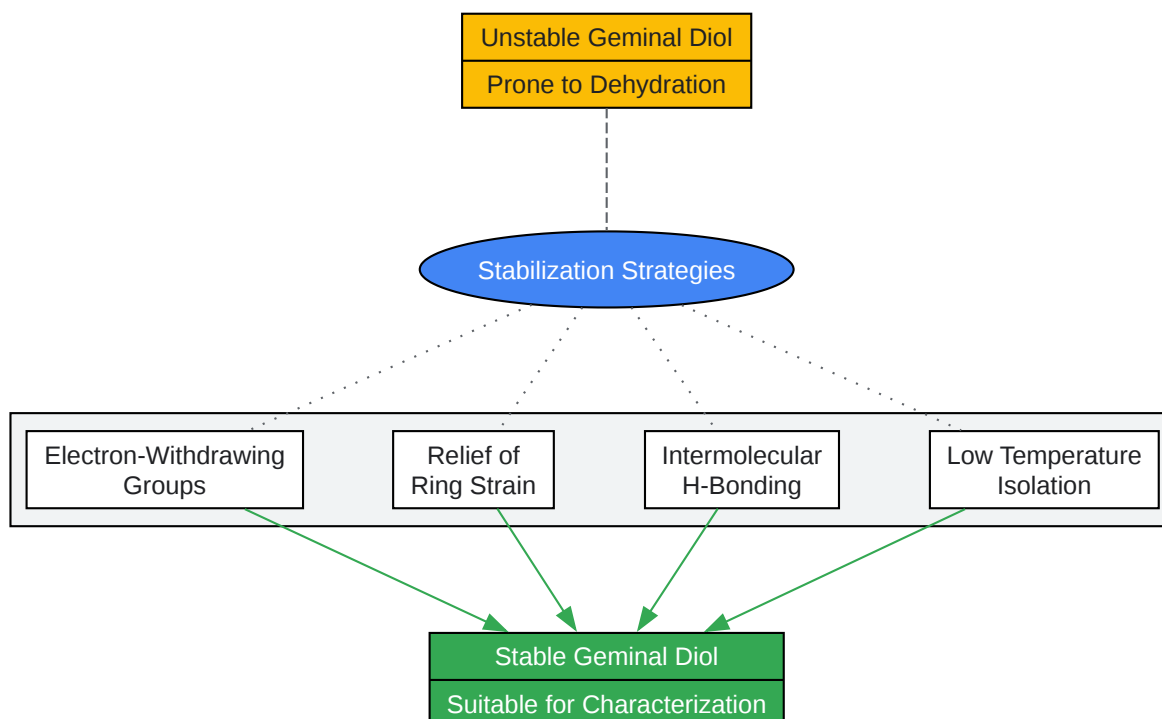 Unstable Geminal Diol
Prone to Dehydration
Stabilization Strategies
Electron-Withdrawing
Groups
Relief of
Ring Strain
Intermolecular
H-Bonding
Low Temperature
Isolation
Stable Geminal Diol
Suitable for Characterization